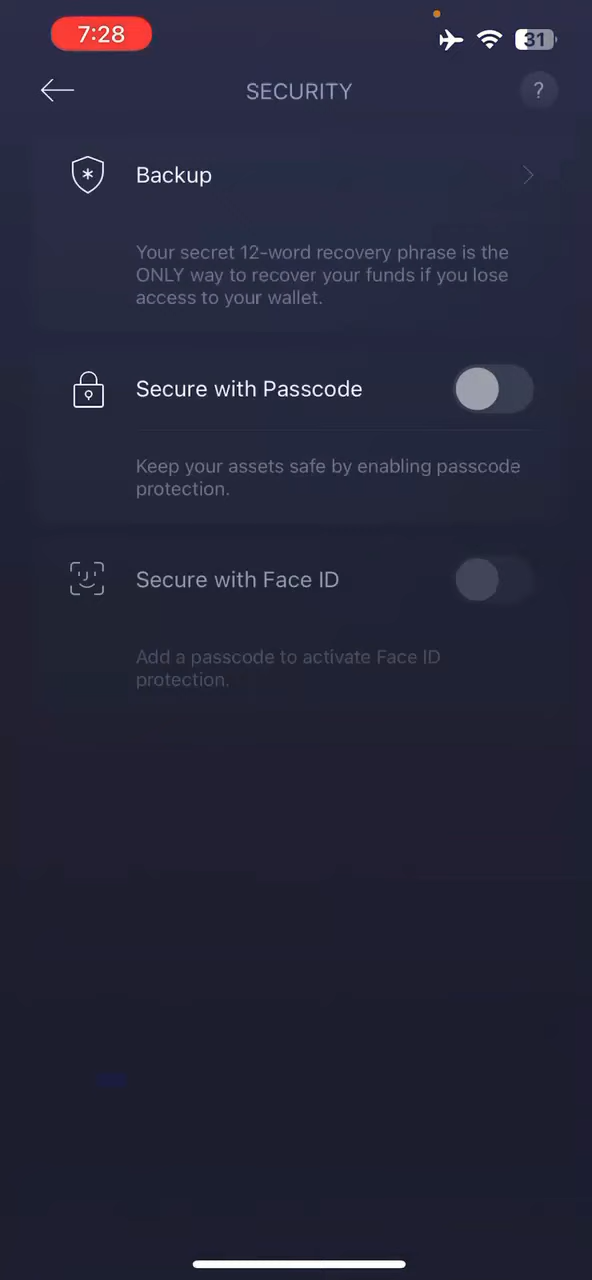 7:28
31
SECURITY
?
Backup
Your secret 12-word recovery phrase is the
ONLY way to recover your funds if you lose
access to your wallet.
Secure with Passcode
Keep your assets safe by enabling passcode
protection.
Secure with Face ID
Add a passcode to activate Face ID
protection.